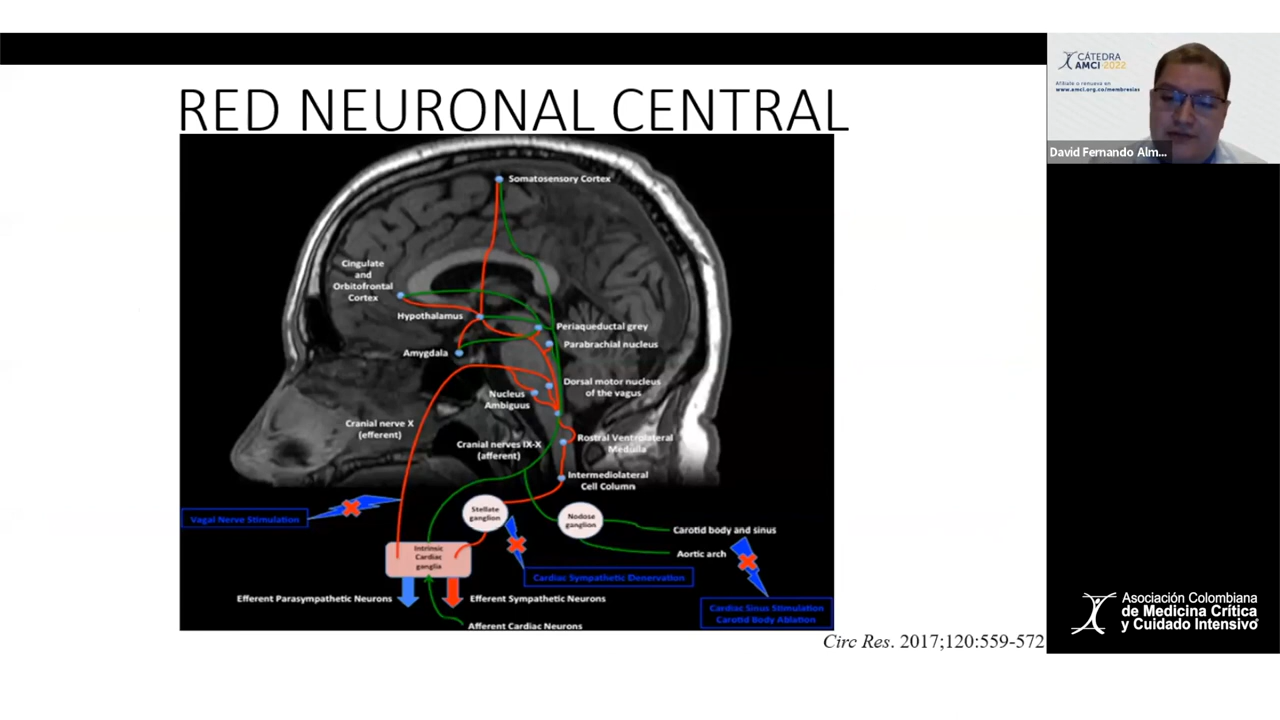 RED NEURONAL CENTRAL
Somatosensory Cortex
Cingulate
and
Orbitofrontal
Cortex
Hypothalamus
Amygdala
Periaqueductal grey
Parabrachial nucleus
Dorsal motor nucleus
of the vagus
Nucleus
Ambiguus
Cranial nerve X
(efferent)
Cranial nerves IX-X
(afferent)
Rostral Ventrolateral
Medulla
Intermediolateral
Cell Column
Vagal Nerve Stimulation
Stellate
ganglion
Nodose
ganglion
Carotid body and sinus
Aortic arch
Intrinsic
Cardiac
ganglia
Cardiac Sympathetic Denervation
Efferent Parasympathetic Neurons
Efferent Sympathetic Neurons
Cardiac Sinus Stimulation
Carotid Body Ablation
Afferent Cardiac Neurons
Circ Res. 2017;120:559-572
CÁTEDRA
AMCI 2022
Afíliate o renueva en
www.amci.org.co/membresias
David Fernando Alm...
Asociación Colombiana
de Medicina Crítica
y Cuidado Intensivo